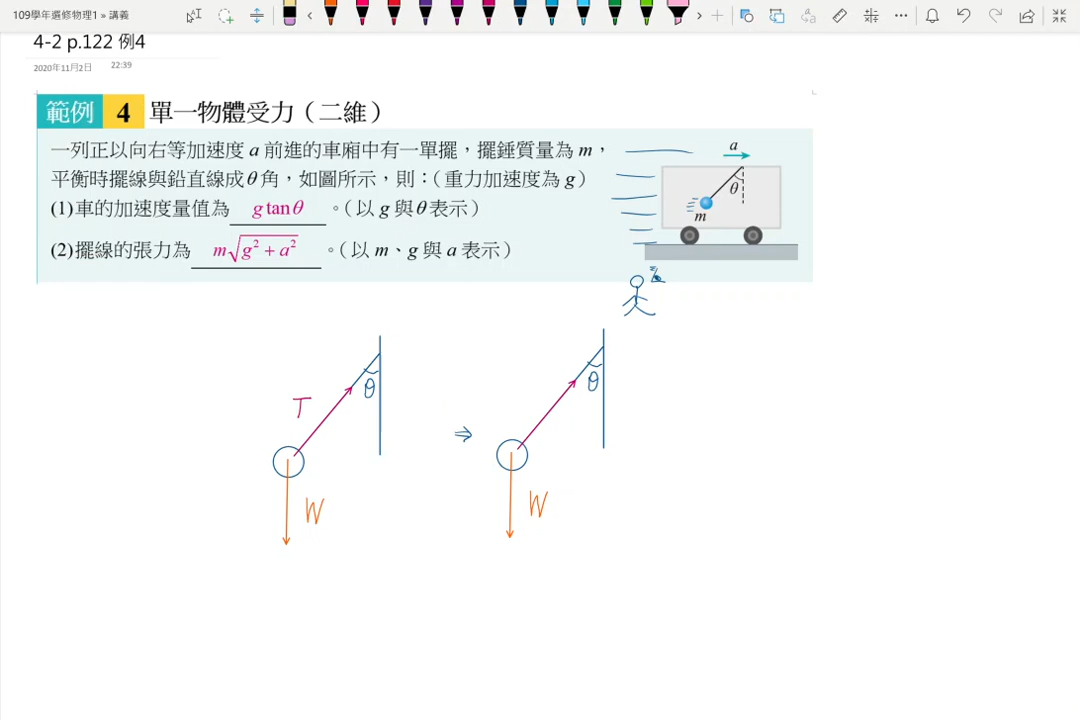 109學年選修物理1 » 講義
4-2 p.122 例4
2020年11月2日 22:39
範例 4 單一物體受力(二維)
一列正以向右等加速度 a 前進的車廂中有一單擺,擺錘質量為 m,
平衡時擺線與鉛直線成θ角,如圖所示,則:(重力加速度為 g)
(1)車的加速度量值為 g tanθ 。(以 g 與θ表示)
(2)擺線的張力為 m√(g²+a²) 。(以 m、g 與 a 表示)
a
θ
m
θ
T
W
⇒
θ
W